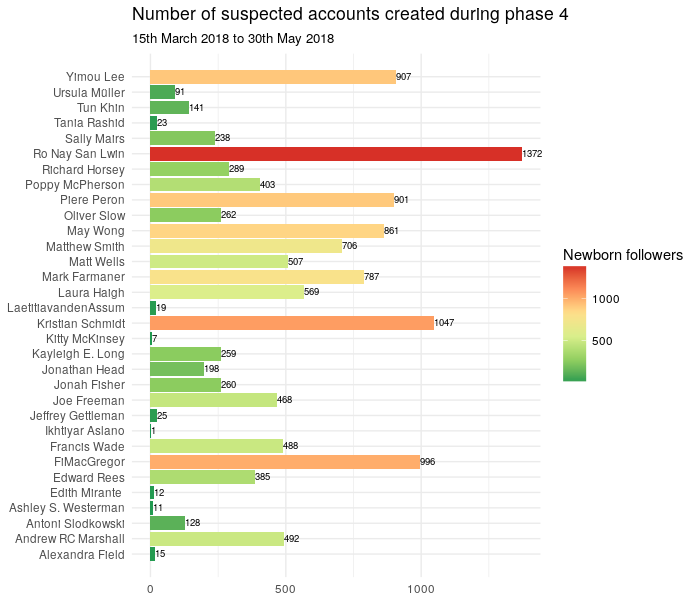 Number of suspected accounts created during phase 4
15th March 2018 to 30th May 2018
Yimou Lee 907
Ursula Müller 91
Tun Khin 141
Tania Rashid 23
Sally Mairs 238
Ro Nay San Lwin 1372
Richard Horsey 289
Poppy McPherson 403
Piere Peron 901
Oliver Slow 262
May Wong 861
Matthew Smith 706
Matt Wells 507
Mark Farmaner 787
Laura Haigh 569
LaetitiavandenAssum 19
Kristian Schmidt 1047
Kitty McKinsey 7
Kayleigh E. Long 259
Jonathan Head 198
Jonah Fisher 260
Joe Freeman 468
Jeffrey Gettleman 25
Ikhtiyar Aslano 1
Francis Wade 488
FiMacGregor 996
Edward Rees 385
Edith Mirante 12
Ashley S. Westerman 11
Antoni Slodkowski 128
Andrew RC Marshall 492
Alexandra Field 15
0 500 1000
Newborn followers
1000
500